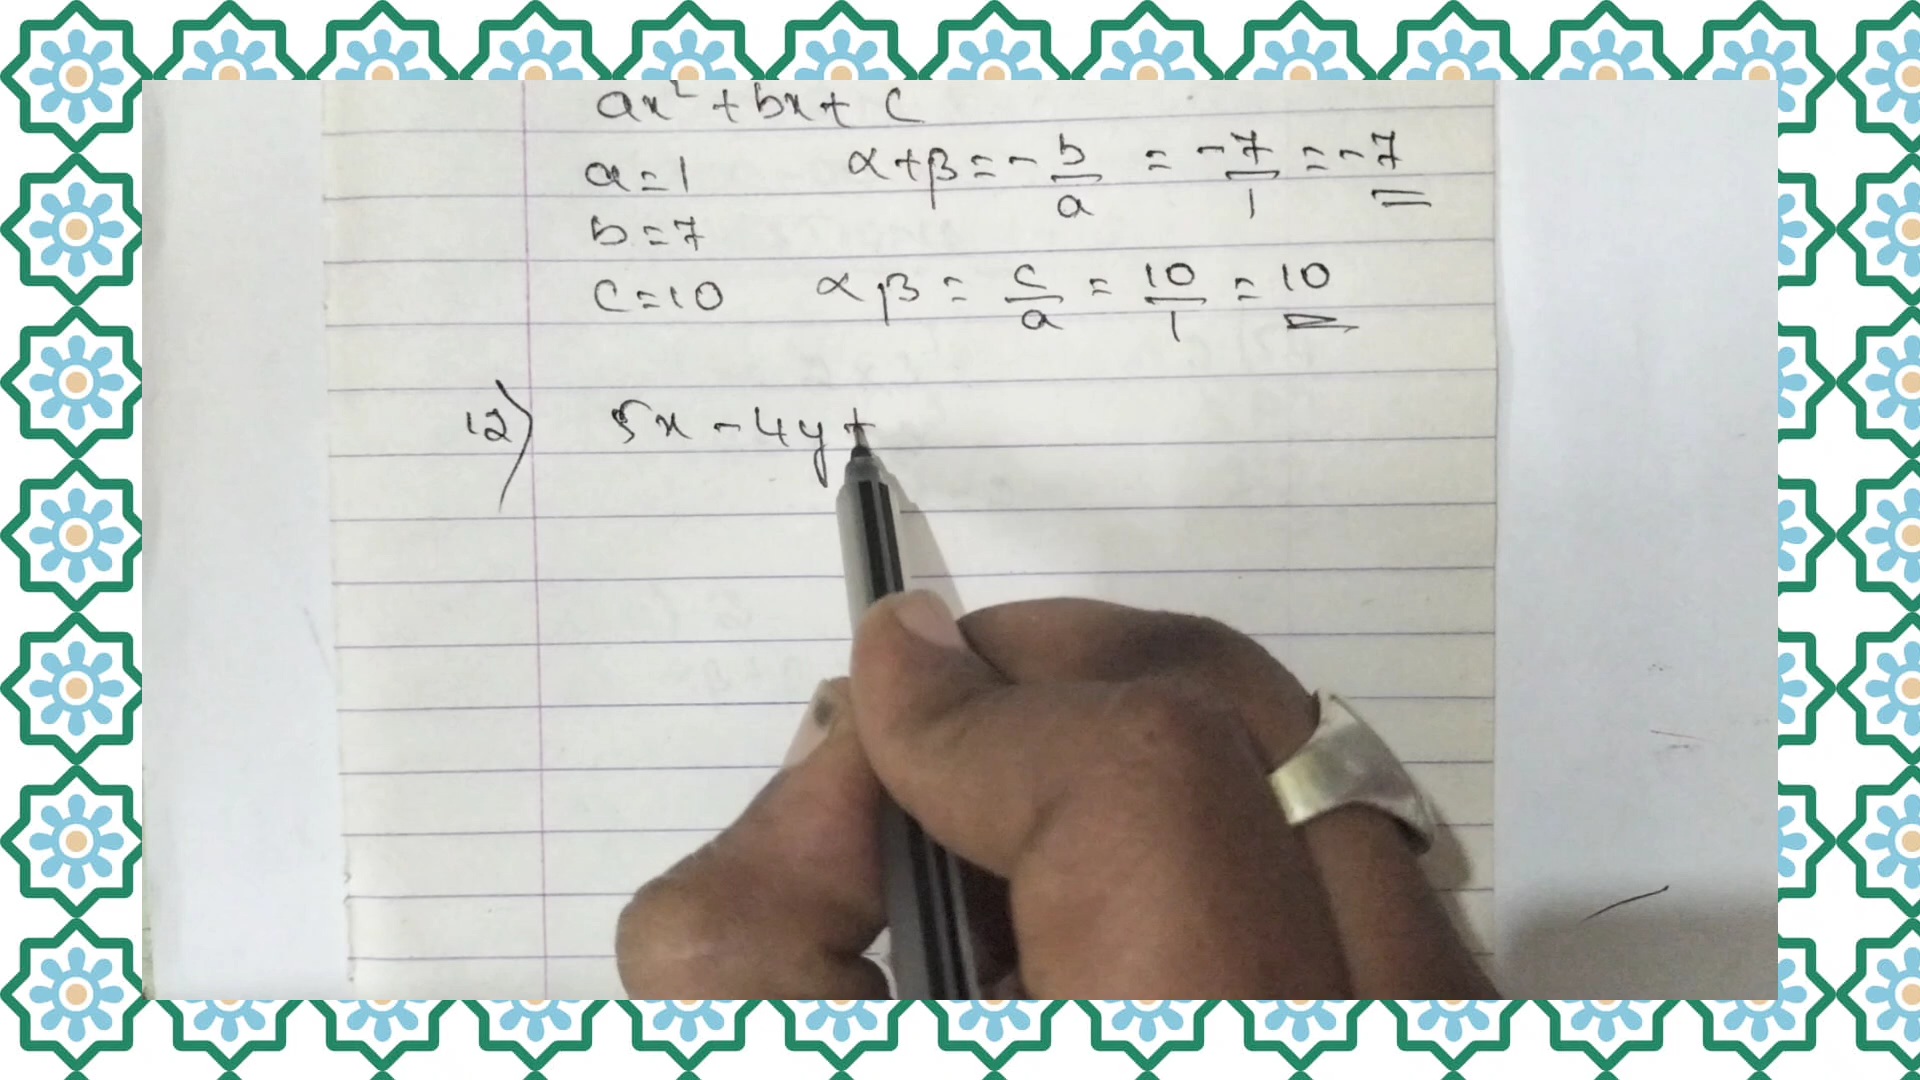 ax² + bx + c
a = 1   α + β = - b/a = -7/1 = -7
b = 7
c = 10   αβ = c/a = 10/1 = 10
12) 5x - 4y +